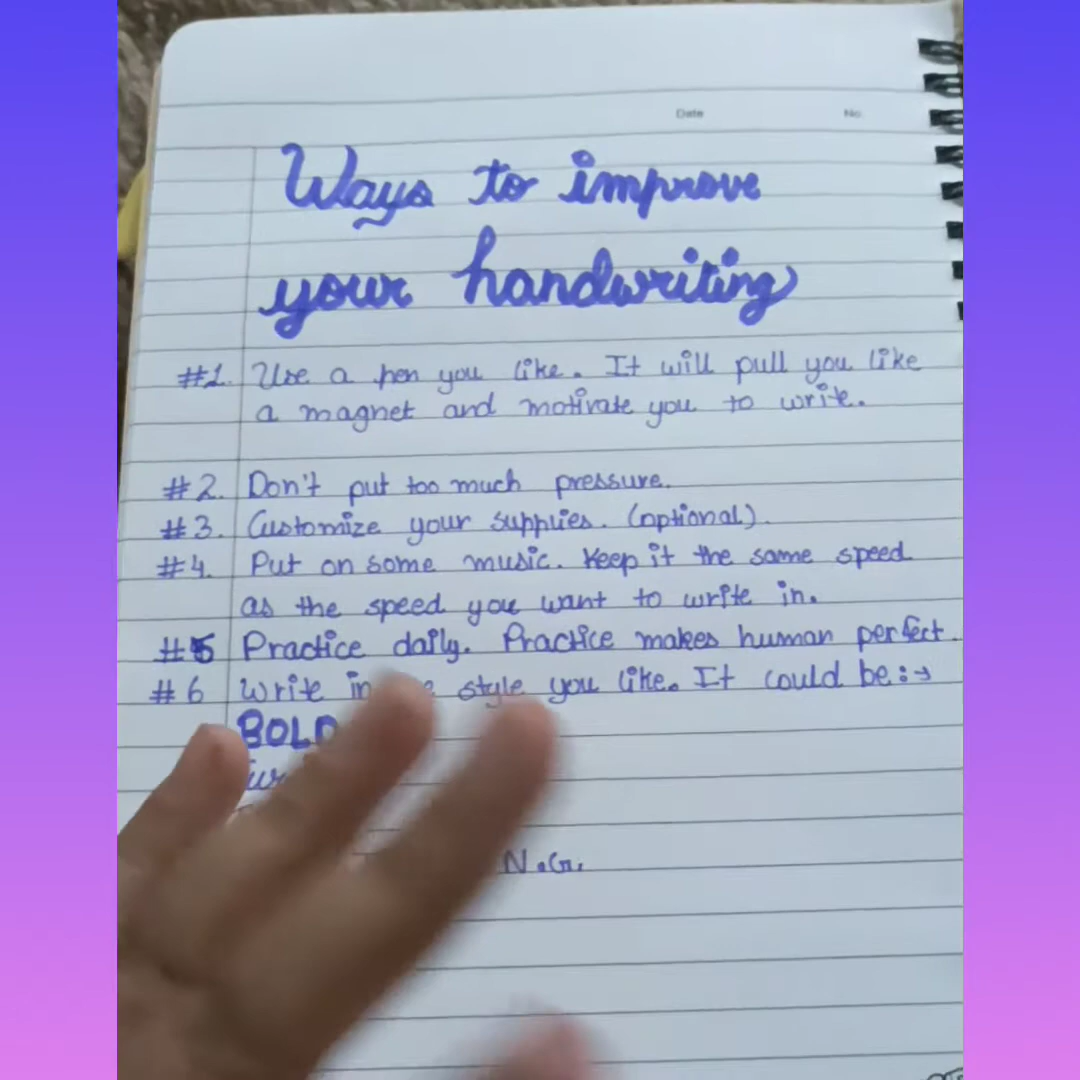 Date No.
Ways to improve
your handwriting
#1. Use a pen you like. It will pull you like
a magnet and motivate you to write.
#2. Don't put too much pressure.
#3. Customize your supplies. (optional).
#4. Put on some music. Keep it the same speed
as the speed you want to write in.
#5 Practice daily. Practice makes human perfect.
#6 Write in style you like. It could be:→
BOLD
N.G.